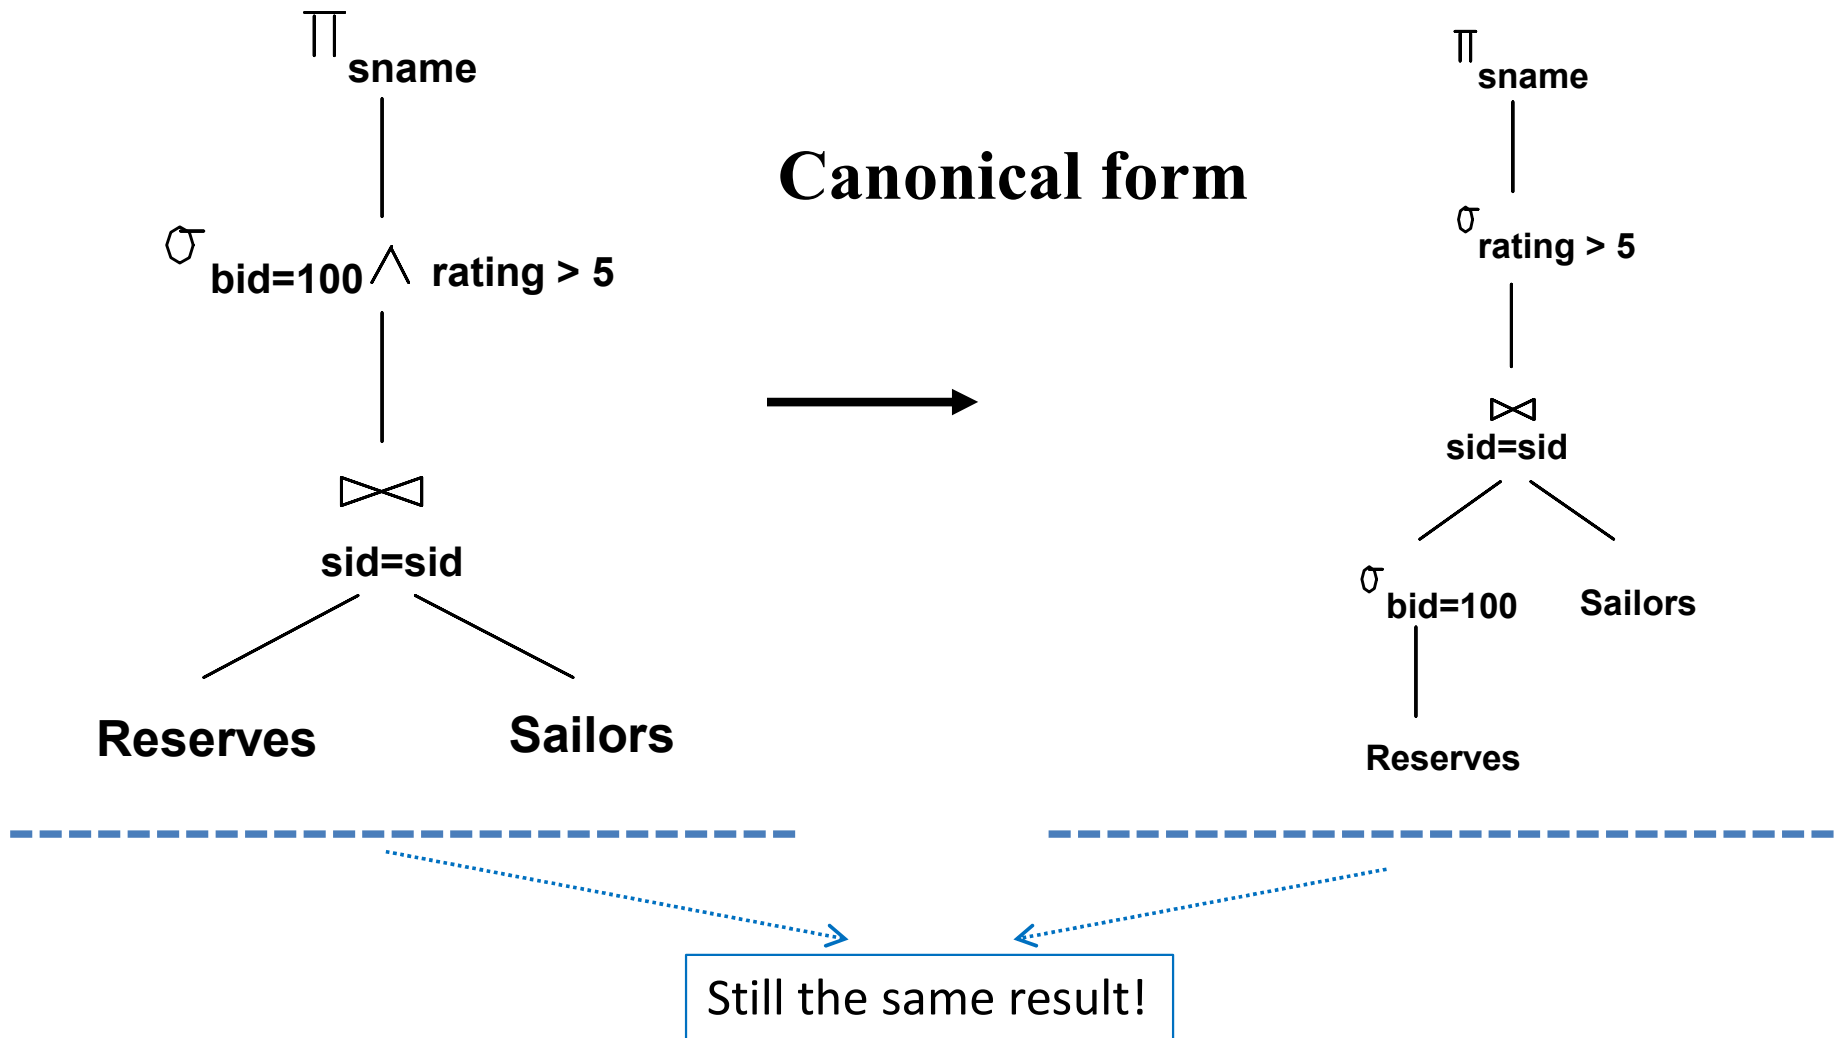 π sname
σ bid=100 ∧ rating > 5
⋈
sid=sid
Reserves Sailors
Canonical form
π sname
σ rating > 5
⋈
sid=sid
σ bid=100 Sailors
Reserves
Still the same result!